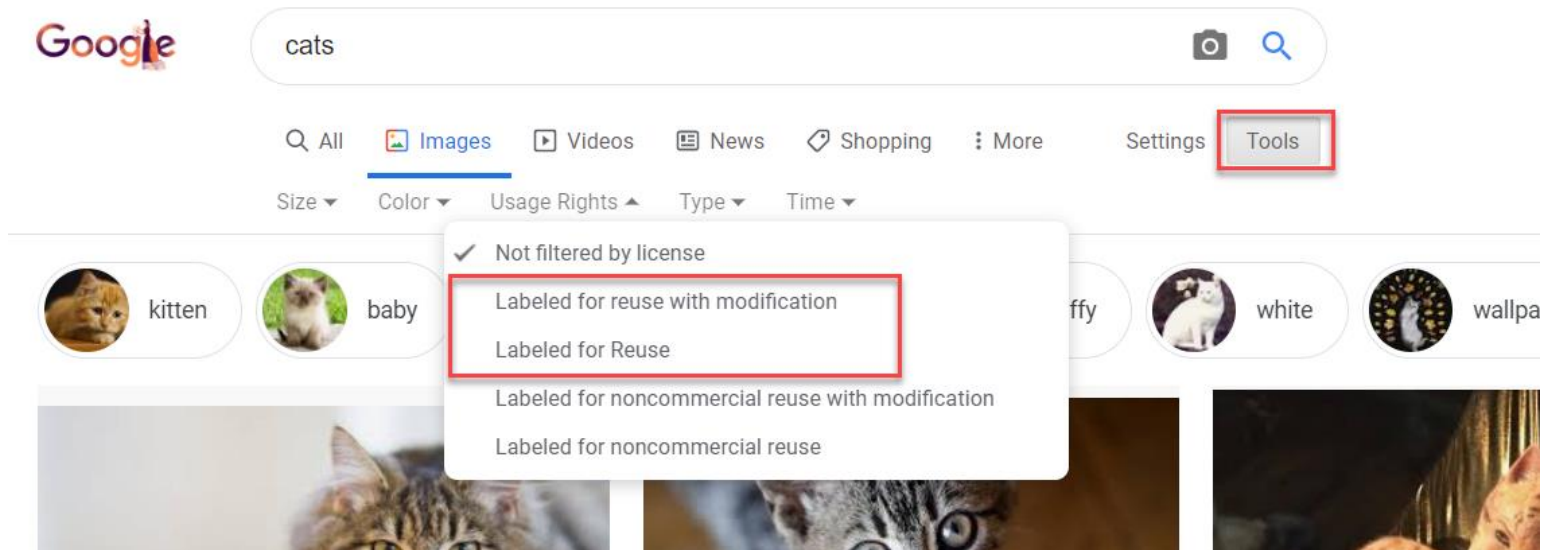 Google
cats
All Images Videos News Shopping More Settings Tools
Size Color Usage Rights Type Time
Not filtered by license
Labeled for reuse with modification
Labeled for Reuse
Labeled for noncommercial reuse with modification
Labeled for noncommercial reuse
kitten baby white